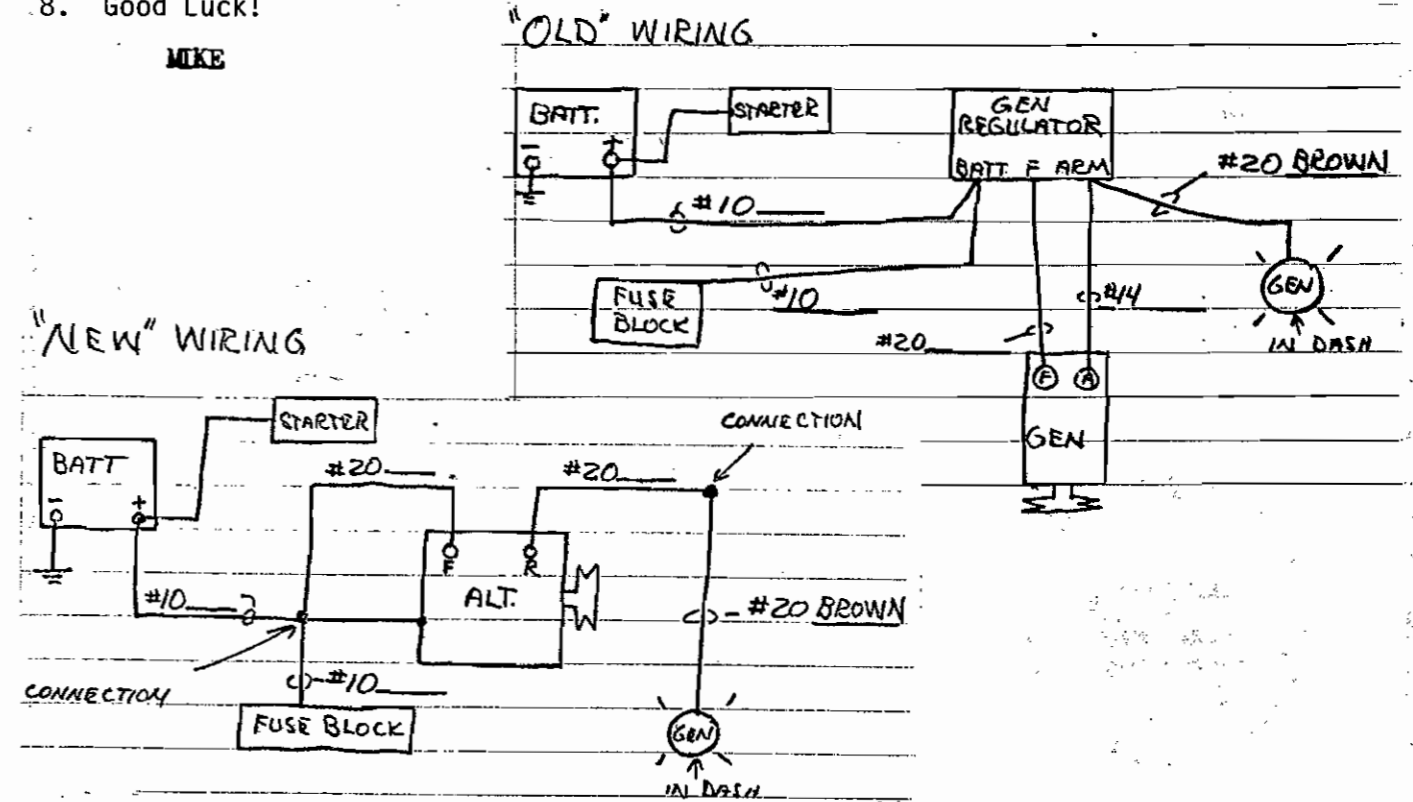 8. Good Luck!
MIKE
"OLD" WIRING
BATT.
- +
STARTER
GEN
REGULATOR
BATT. F ARM
#20 BROWN
#10
FUSE
BLOCK
#10
#14
#20
GEN
IN DASH
F A
GEN
"NEW" WIRING
STARTER
BATT
- +
#20
#20
CONNECTION
F R
ALT.
#10
#20 BROWN
#10
CONNECTION
FUSE BLOCK
GEN
IN DASH